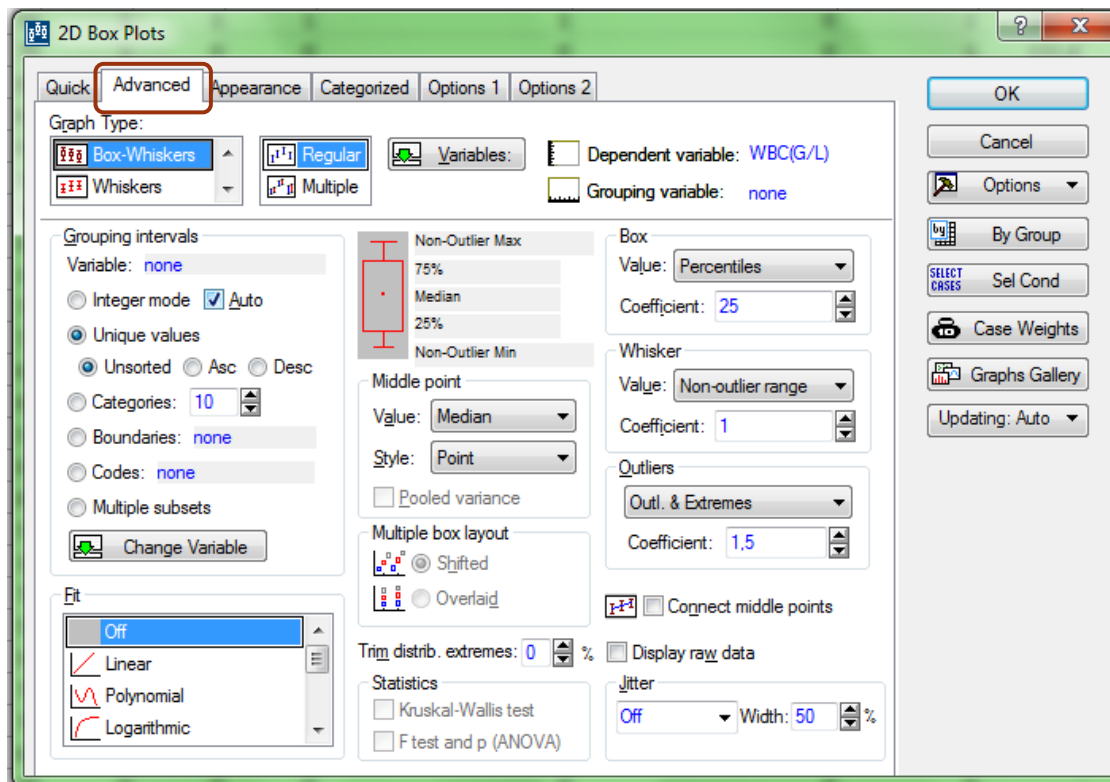 2D Box Plots
?
X
Quick
Advanced
Appearance
Categorized
Options 1
Options 2
Graph Type:
Box-Whiskers
Whiskers
Regular
Multiple
Variables:
Dependent variable: WBC(G/L)
Grouping variable: none
Grouping intervals
Variable: none
Integer mode
Auto
Unique values
Unsorted
Asc
Desc
Categories: 10
Boundaries: none
Codes: none
Multiple subsets
Change Variable
Fit
Off
Linear
Polynomial
Logarithmic
Non-Outlier Max
75%
Median
25%
Non-Outlier Min
Middle point
Value: Median
Style: Point
Pooled variance
Multiple box layout
Shifted
Overlaid
Trim distrib. extremes: 0 %
Statistics
Kruskal-Wallis test
F test and p (ANOVA)
Box
Value: Percentiles
Coefficient: 25
Whisker
Value: Non-outlier range
Coefficient: 1
Outliers
Outl. & Extremes
Coefficient: 1,5
Connect middle points
Display raw data
Jitter
Off
Width: 50 %
OK
Cancel
Options
by
By Group
SELECT
CASES
Sel Cond
Case Weights
Graphs Gallery
Updating: Auto